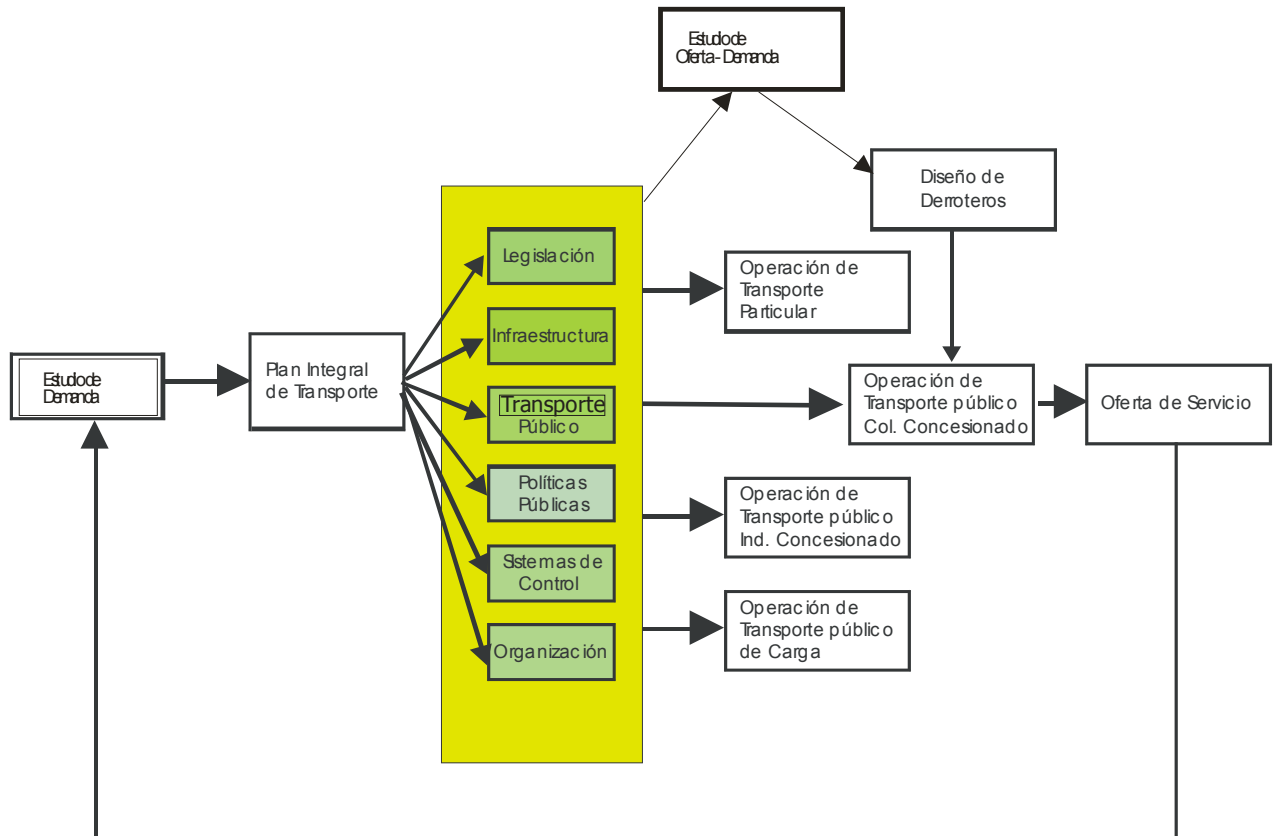 Estudio de
Oferta - Demanda
Diseño de
Derroteros
Legislación
Operación de
Transporte
Particular
Infraestructura
Estudio de
Demanda
Plan Integral
de Transporte
Transporte
Público
Operación de
Transporte público
Col. Concesionado
Oferta de Servicio
Políticas
Públicas
Operación de
Transporte público
Ind. Concesionado
Sistemas de
Control
Operación de
Transporte público
de Carga
Organización